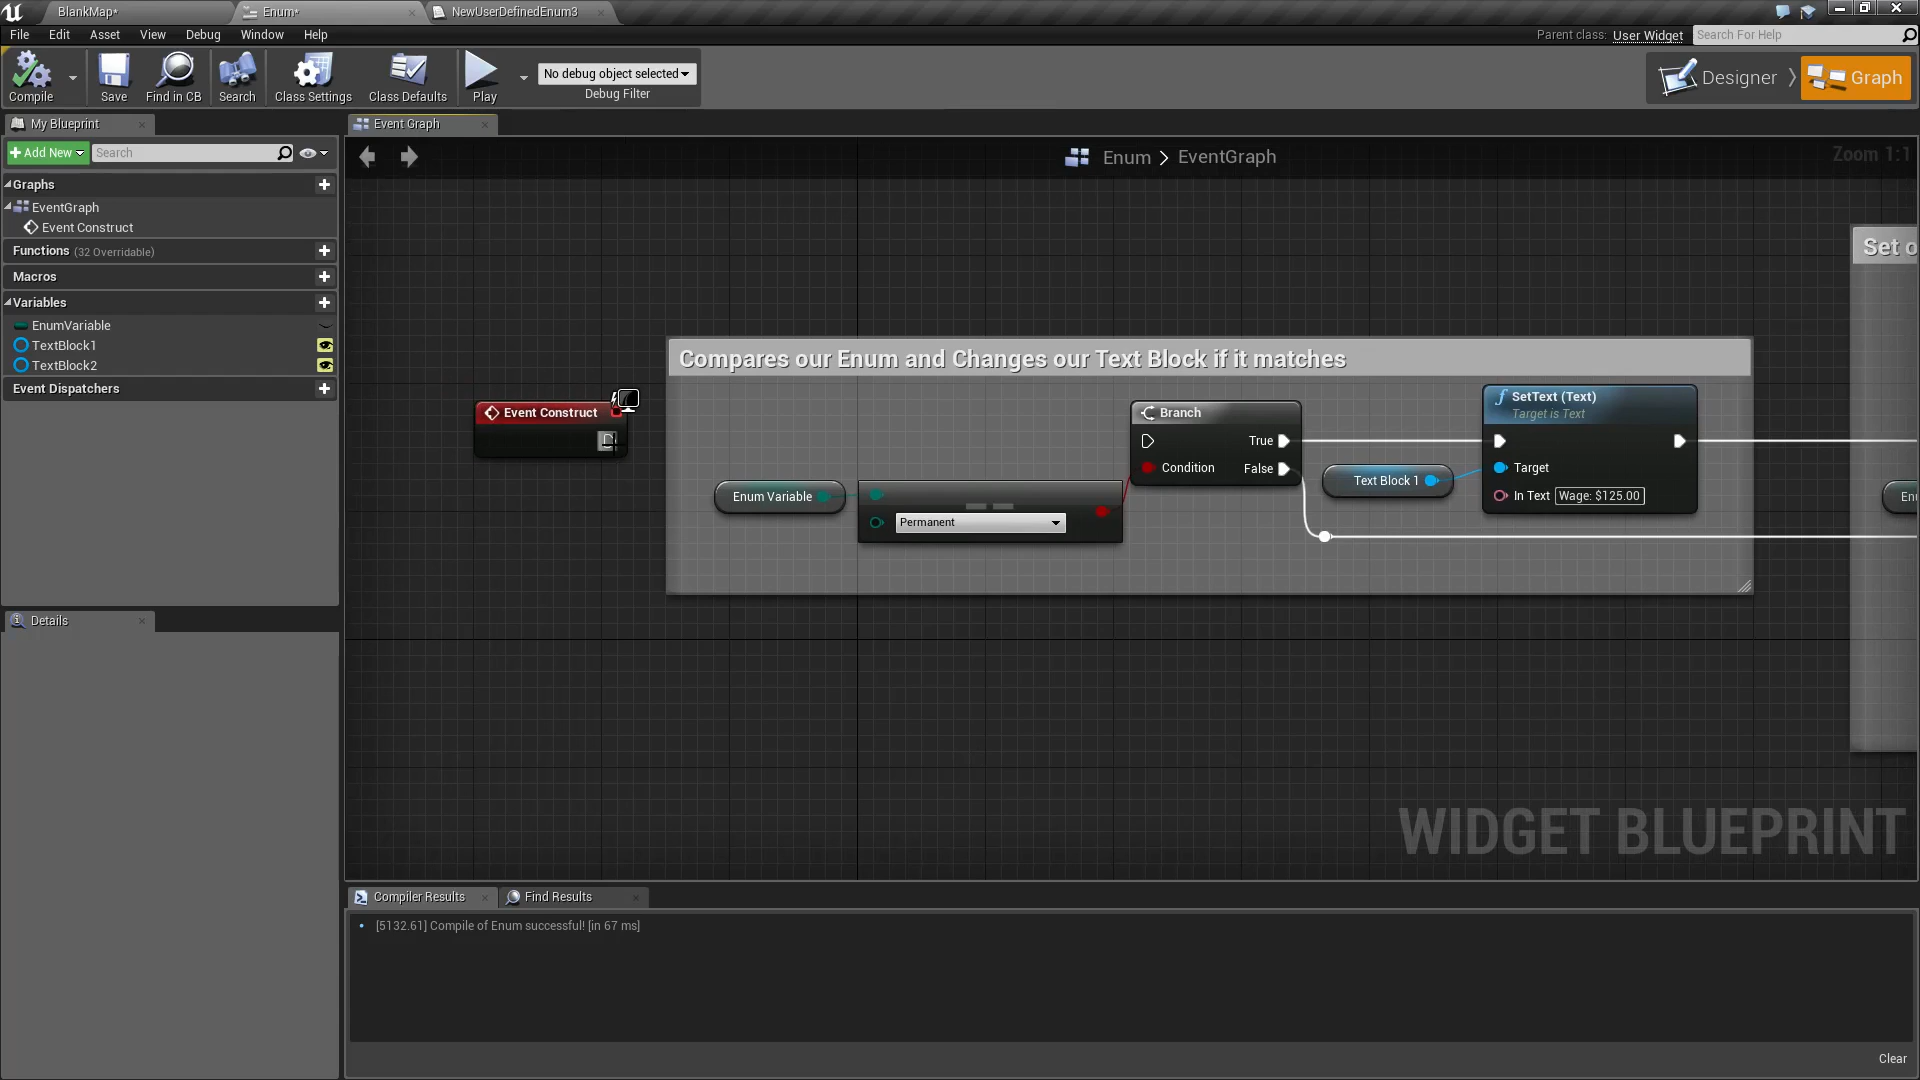 BlankMap*
Enum*
NewUserDefinedEnum3
File Edit Asset View Debug Window Help
Parent class: User Widget
Search For Help
Compile
Save
Find in CB
Search
Class Settings
Class Defaults
Play
No debug object selected
Debug Filter
Designer
Graph
My Blueprint
Event Graph
Add New
Search
Enum > EventGraph
Zoom 1:1
Graphs
EventGraph
Event Construct
Functions (32 Overridable)
Macros
Variables
EnumVariable
TextBlock1
TextBlock2
Event Dispatchers
Details
Set o
Compares our Enum and Changes our Text Block if it matches
Event Construct
Branch
True
Condition
False
SetText (Text)
Target is Text
Target
In Text Wage: $125.00
Text Block 1
Enum Variable
Permanent
WIDGET BLUEPRINT
Compiler Results
Find Results
[5132.61] Compile of Enum successful! [in 67 ms]
Clear